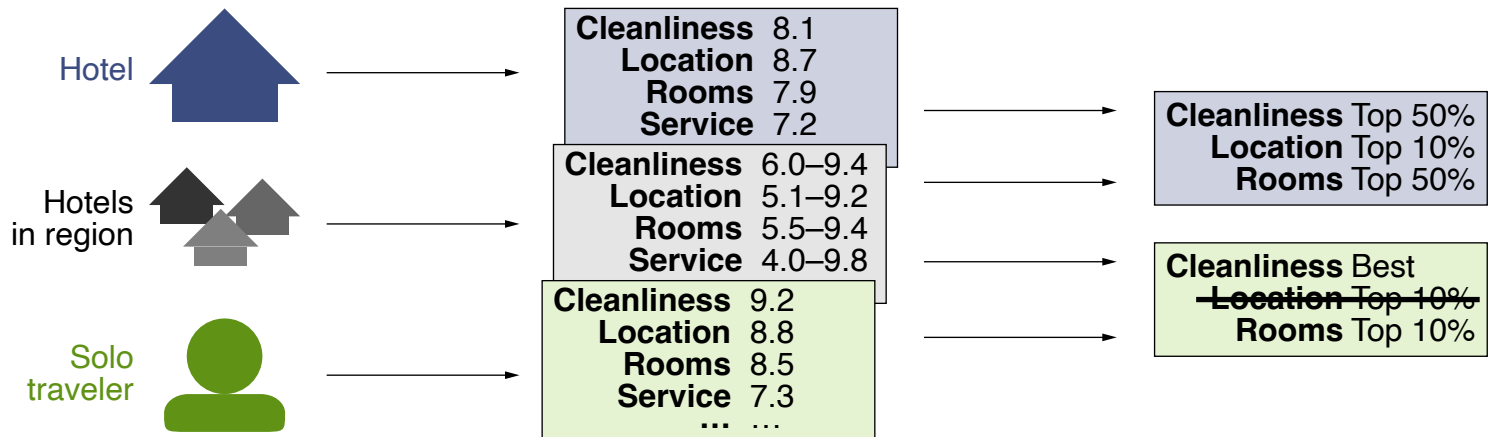 Hotel
Cleanliness 8.1
Location 8.7
Rooms 7.9
Service 7.2
Cleanliness Top 50%
Location Top 10%
Rooms Top 50%
Hotels
in region
Cleanliness 6.0–9.4
Location 5.1–9.2
Rooms 5.5–9.4
Service 4.0–9.8
Cleanliness Best
Location Top 10%
Rooms Top 10%
Solo
traveler
Cleanliness 9.2
Location 8.8
Rooms 8.5
Service 7.3
... ...